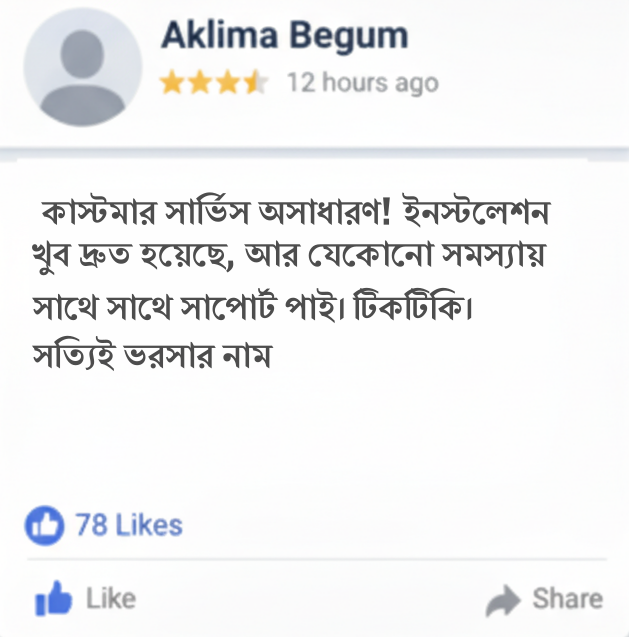 Aklima Begum
12 hours ago
কাস্টমার সার্ভিস অসাধারণ! ইনস্টলেশন
খুব দ্রুত হয়েছে, আর যেকোনো সমস্যায়
সাথে সাথে সাপোর্ট পাই। টিকটিকি।
সত্যিই ভরসার নাম
78 Likes
Like
Share